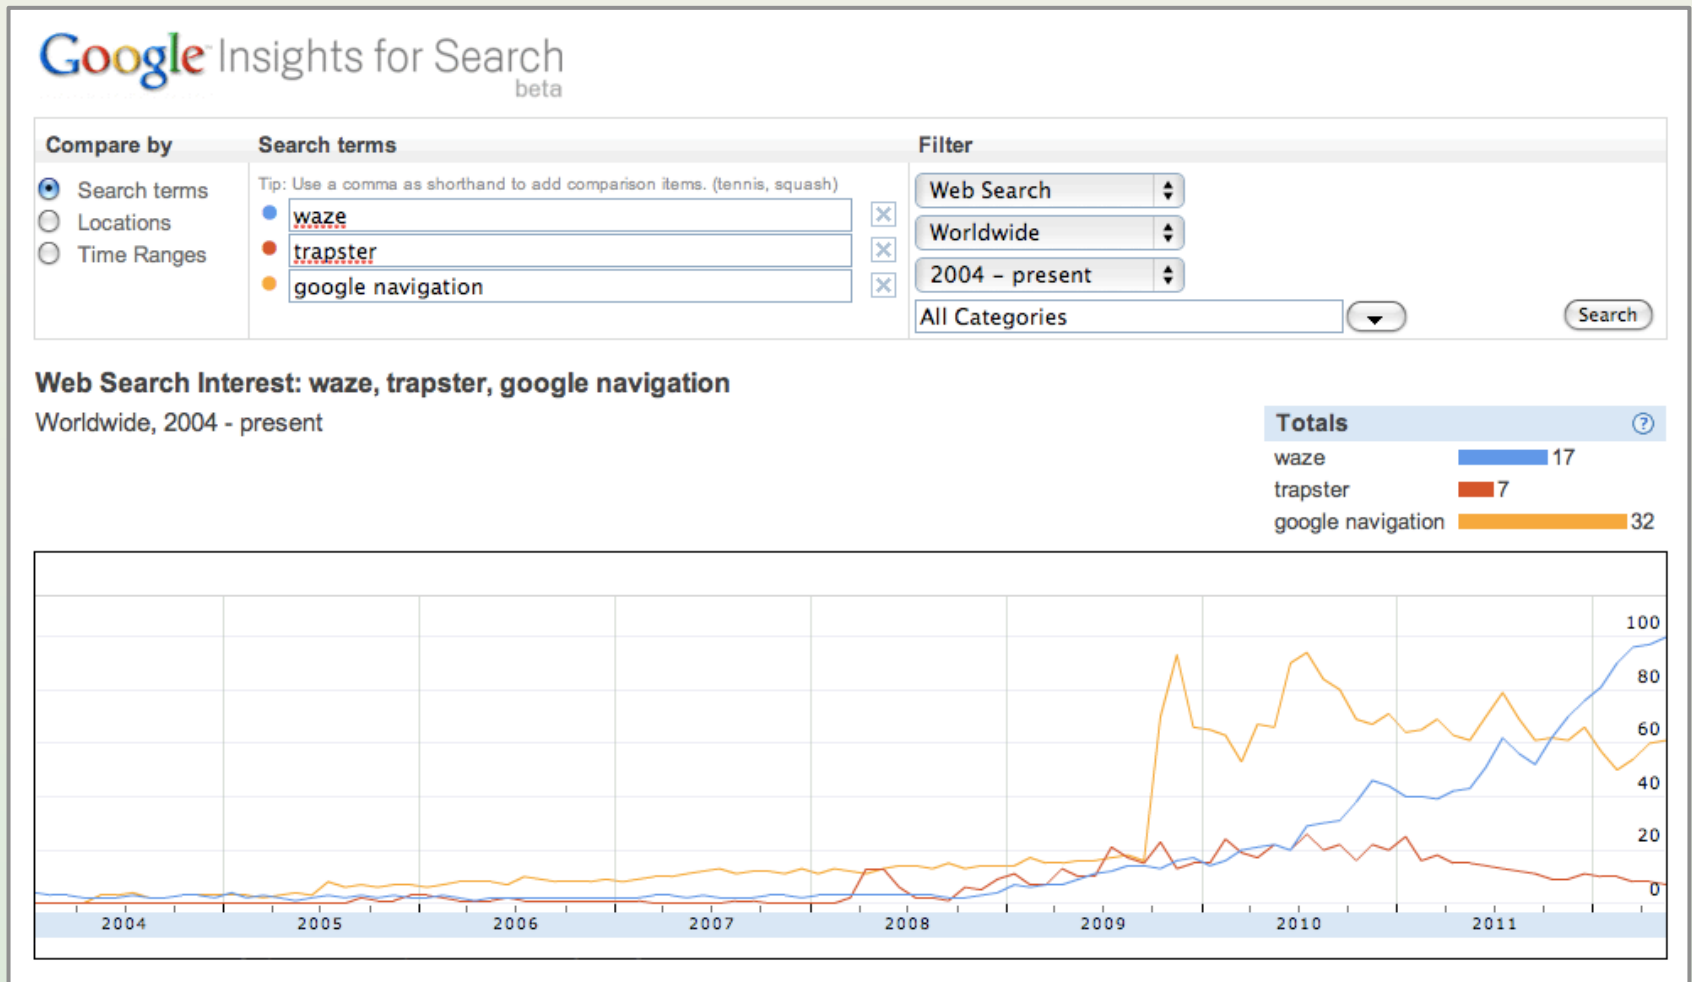 Google Insights for Search
beta
Compare by
Search terms
Filter
Search terms
Locations
Time Ranges
Tip: Use a comma as shorthand to add comparison items. (tennis, squash)
waze
trapster
google navigation
Web Search
Worldwide
2004 – present
All Categories
Search
Web Search Interest: waze, trapster, google navigation
Worldwide, 2004 - present
Totals ?
waze 17
trapster 7
google navigation 32
100
80
60
40
20
0
2004 2005 2006 2007 2008 2009 2010 2011